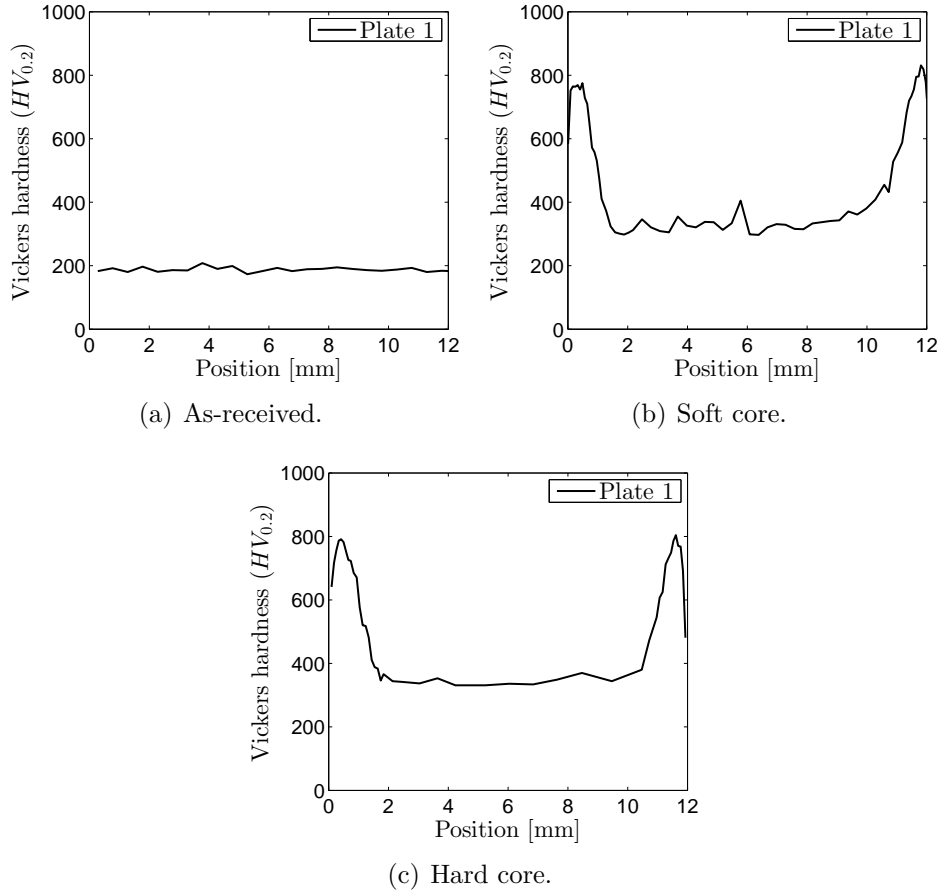 1000
Plate 1
800
600
400
200
0
Vickers hardness (HV0.2)
0 2 4 6 8 10 12
Position [mm]
(a) As-received.
1000
Plate 1
800
600
400
200
0
Vickers hardness (HV0.2)
0 2 4 6 8 10 12
Position [mm]
(b) Soft core.
1000
Plate 1
800
600
400
200
0
Vickers hardness (HV0.2)
0 2 4 6 8 10 12
Position [mm]
(c) Hard core.